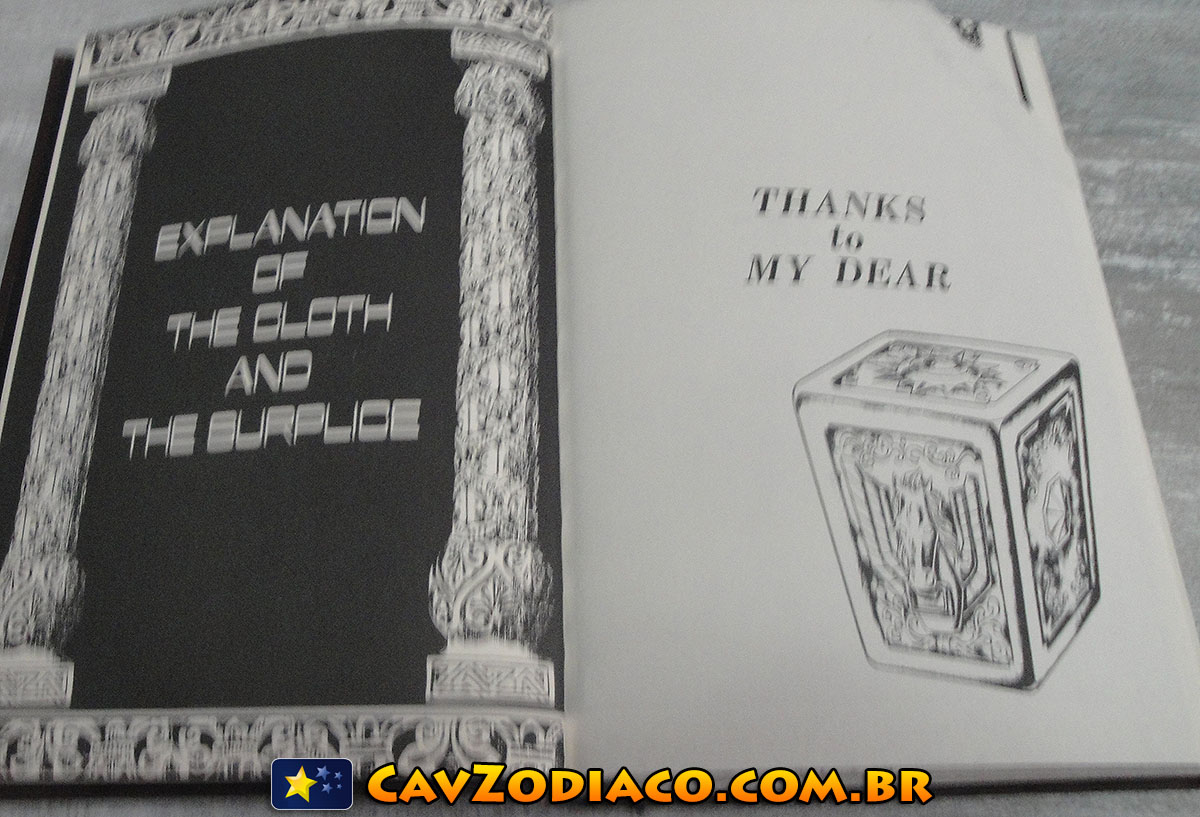 EXPLANATION
OF
THE CLOTH
AND
THE SURPLICE
THANKS
to
MY DEAR
CAVZODIACO.COM.BR